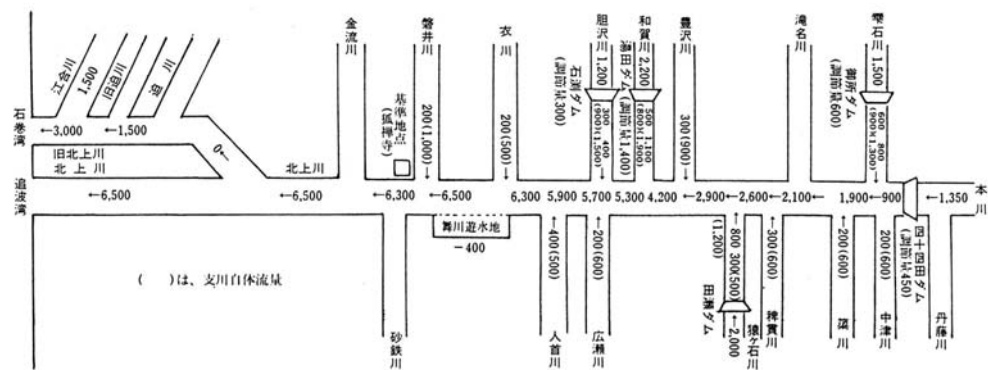 金流川
磐井川
衣川
胆沢川
和賀川
豊沢川
滝名川
雫石川
江合川
1,500
旧迫川
迫川
基準地点
(狐禅寺)
200(1,000)→
200(500)→
石渕ダム
(調節量300)
1,200
300 400
(900)(1,500)
湯田ダム
(調節量1,400)
2,200
500 1,100
(800)(1,900)
300(900)→
御所ダム
(調節量600)
1,500
600 800→
(900)(1,300)
石巻湾
←3,000
←1,500
0→
旧北上川
北上川
北上川
追波湾
←6,500
←6,500
←6,300
←6,500
6,300
5,900
5,700
5,300
4,200
←2,900
←2,600
←2,100
←
1,900
←900
←1,350
本川
舞川遊水地
−400
←400(500)
←200(600)
←800 300(500)
(1,200)
←300(600)
←200(600)
200(600)
四十四田ダム
(調節量450)
田瀬ダム
←2,000
( )は、支川自体流量
砂鉄川
人首川
広瀬川
猿ケ石川
稗貫川
簗川
中津川
丹藤川